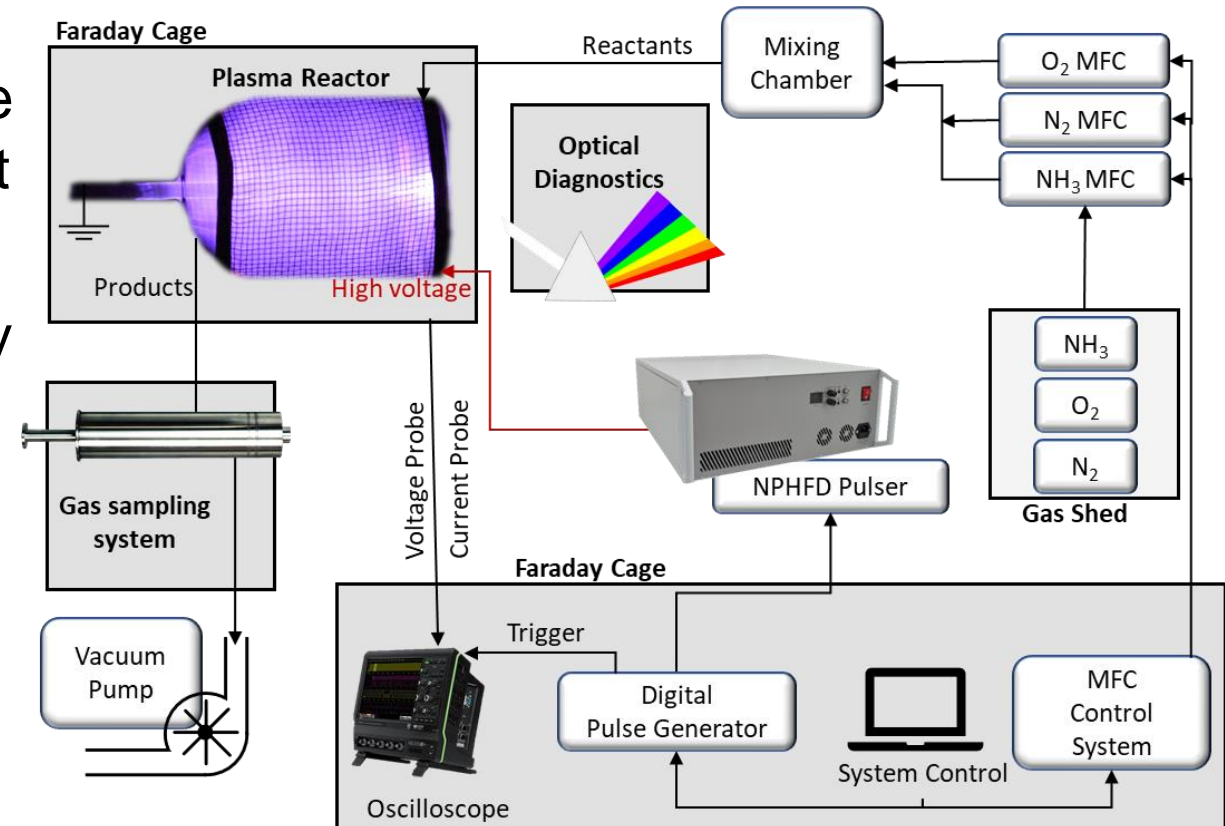 Faraday Cage
e
t
y
Plasma Reactor
Products
High voltage
Reactants
Mixing
Chamber
O₂ MFC
N₂ MFC
NH₃ MFC
Optical
Diagnostics
NH₃
O₂
N₂
Gas Shed
NPHFD Pulser
Voltage Probe
Current Probe
Gas sampling
system
Vacuum
Pump
Faraday Cage
Trigger
Oscilloscope
Digital
Pulse Generator
System Control
MFC
Control
System